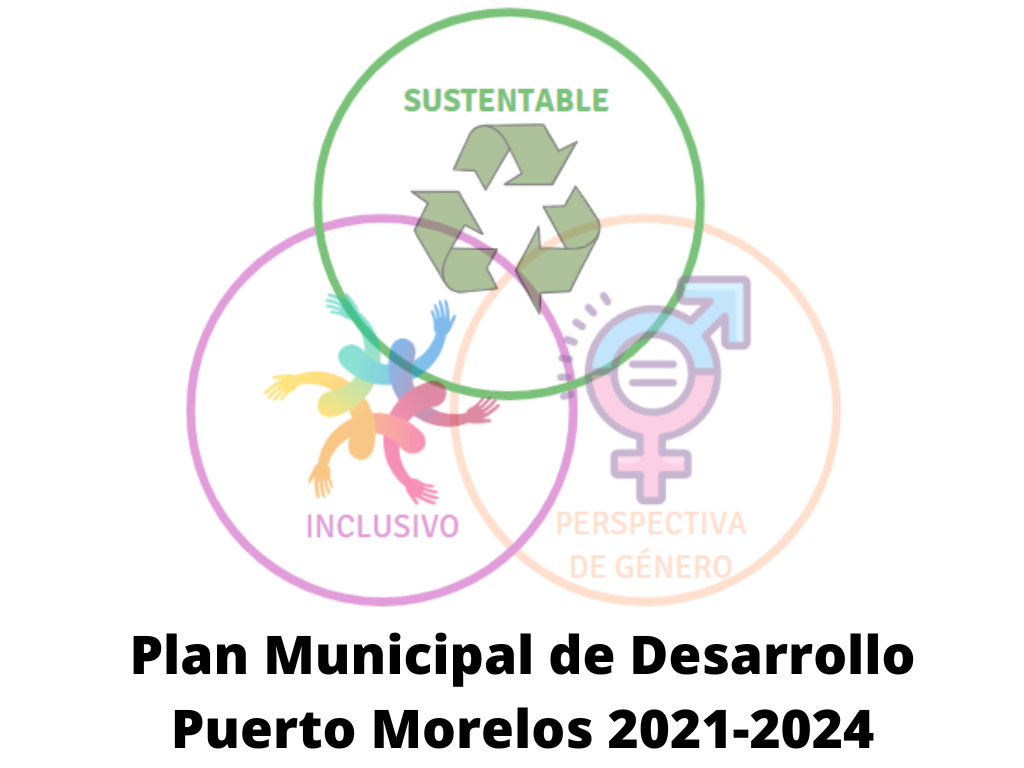 SUSTENTABLE
INCLUSIVO
PERSPECTIVA
DE GÉNERO
Plan Municipal de Desarrollo
Puerto Morelos 2021-2024